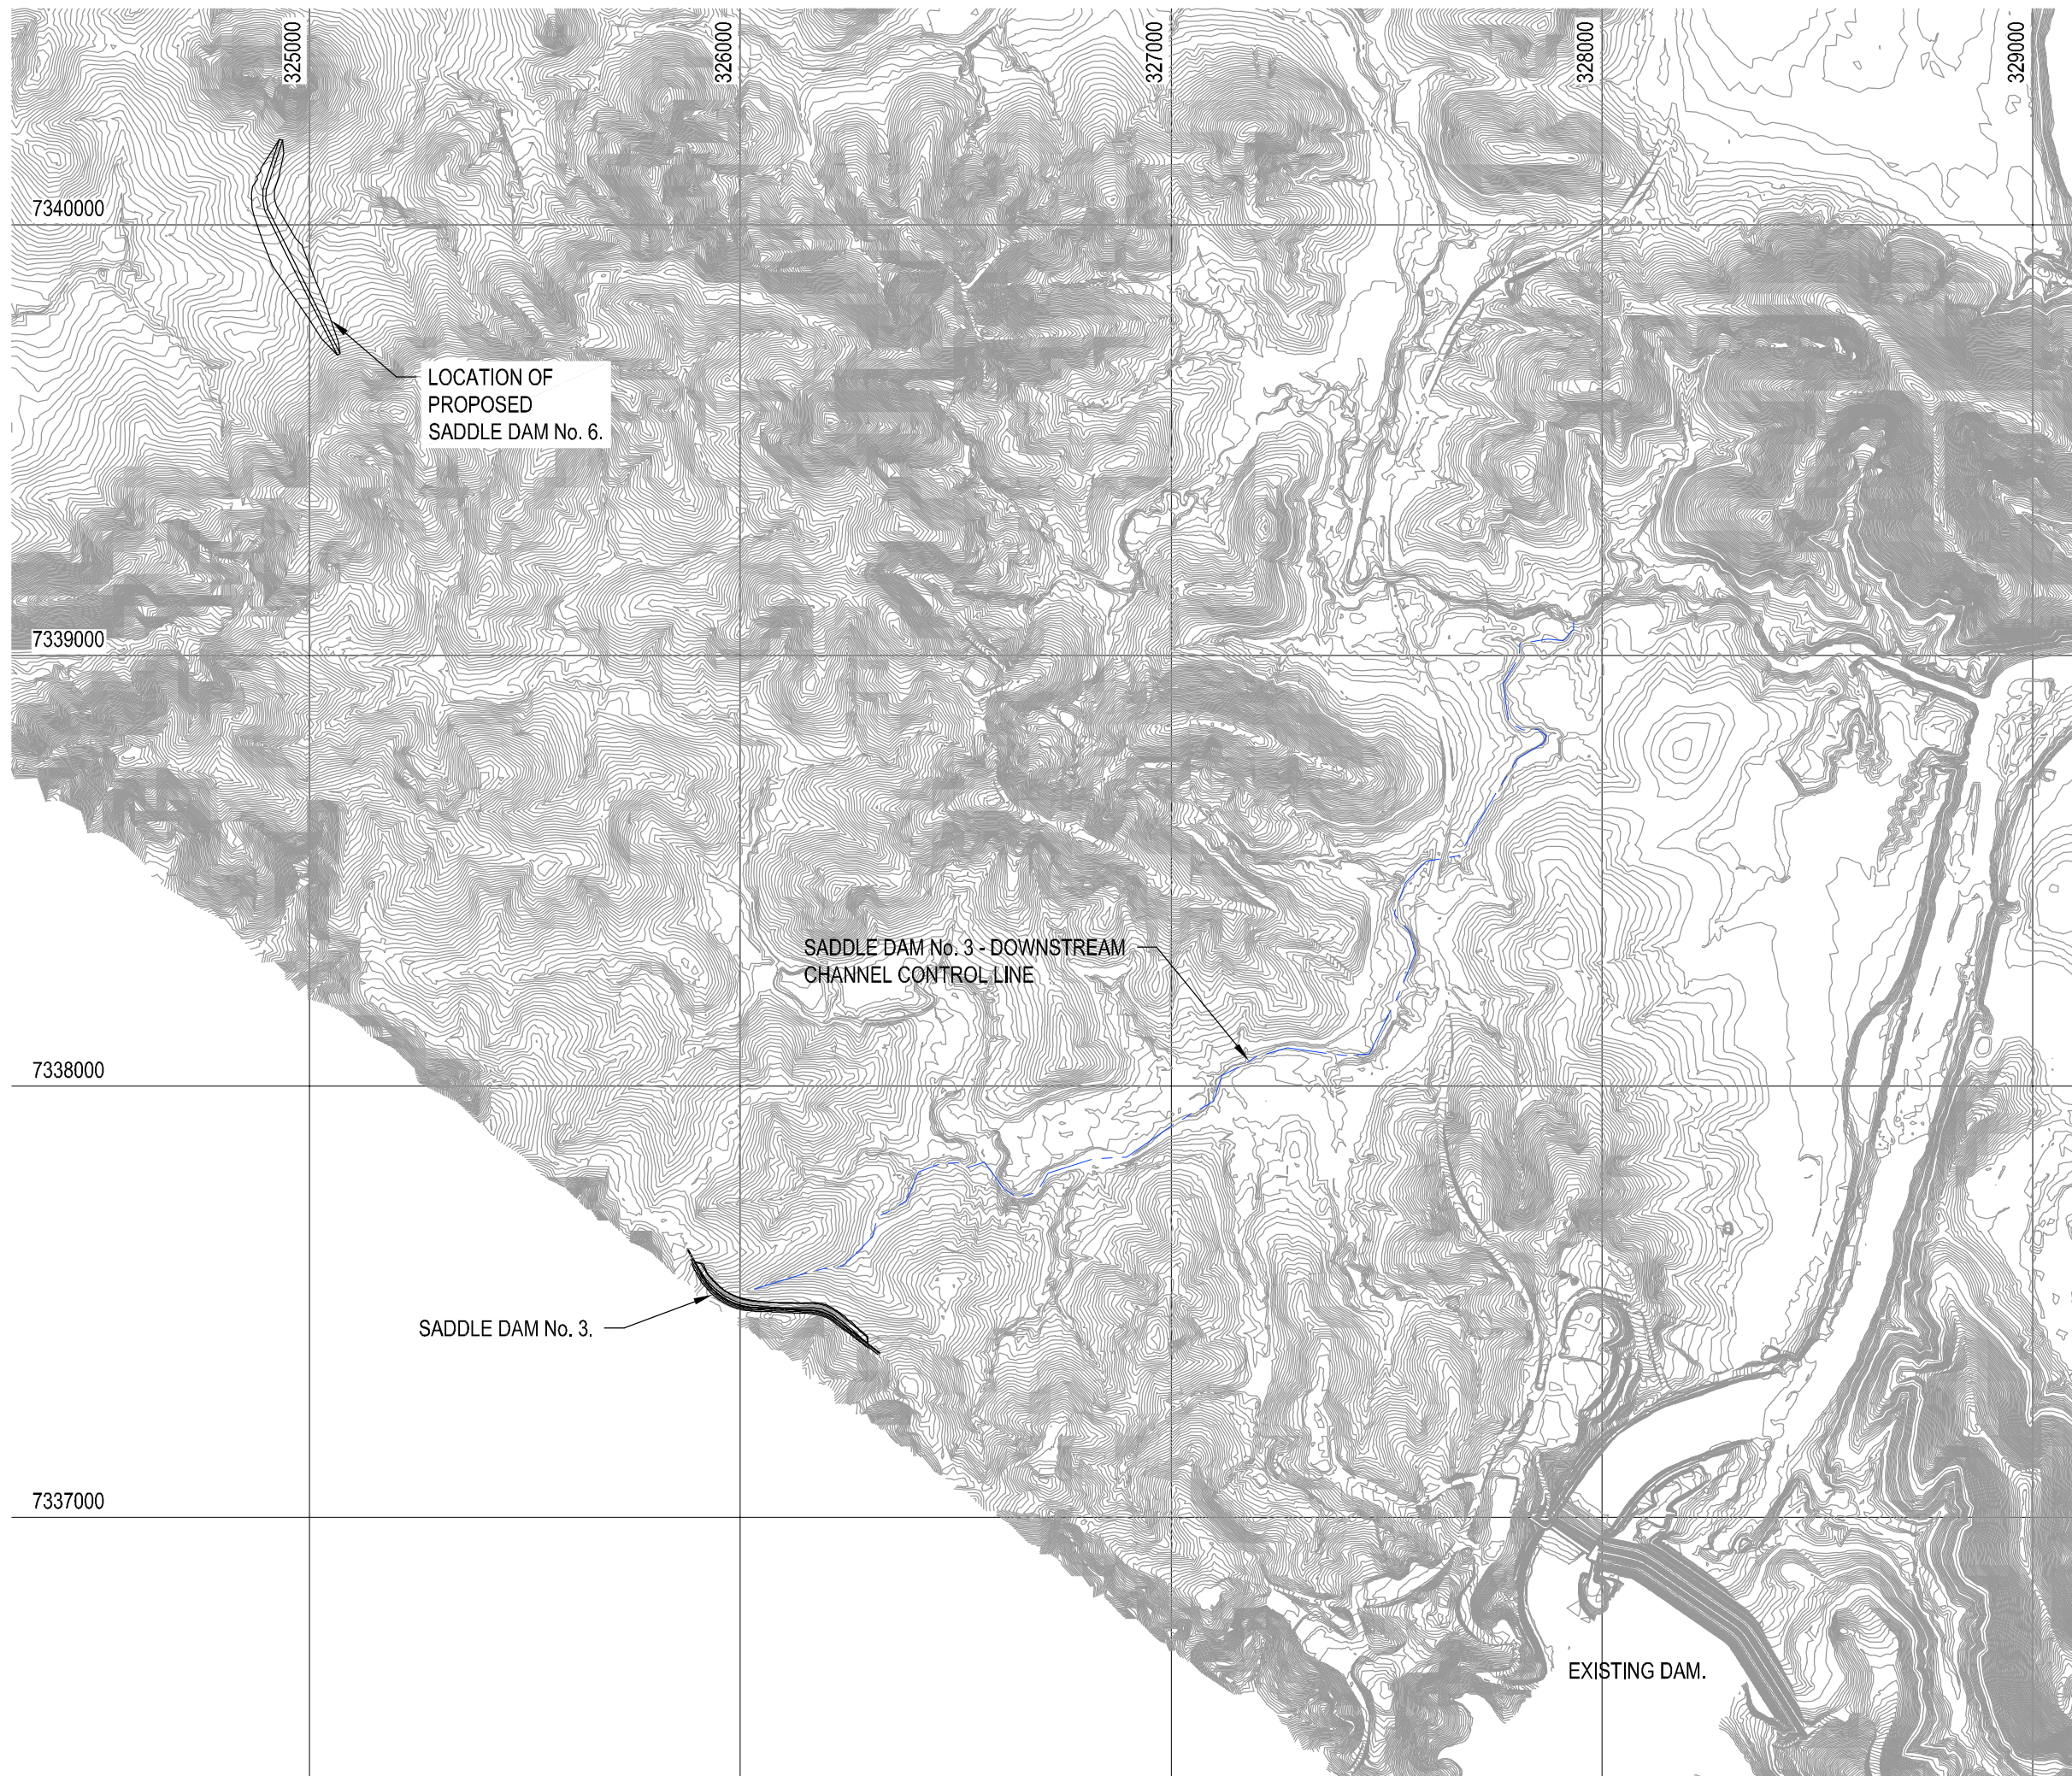 325000
326000
327000
328000
329000
7340000
LOCATION OF
PROPOSED
SADDLE DAM No. 6.
7339000
SADDLE DAM No. 3 - DOWNSTREAM
CHANNEL CONTROL LINE
7338000
SADDLE DAM No. 3.
7337000
EXISTING DAM.